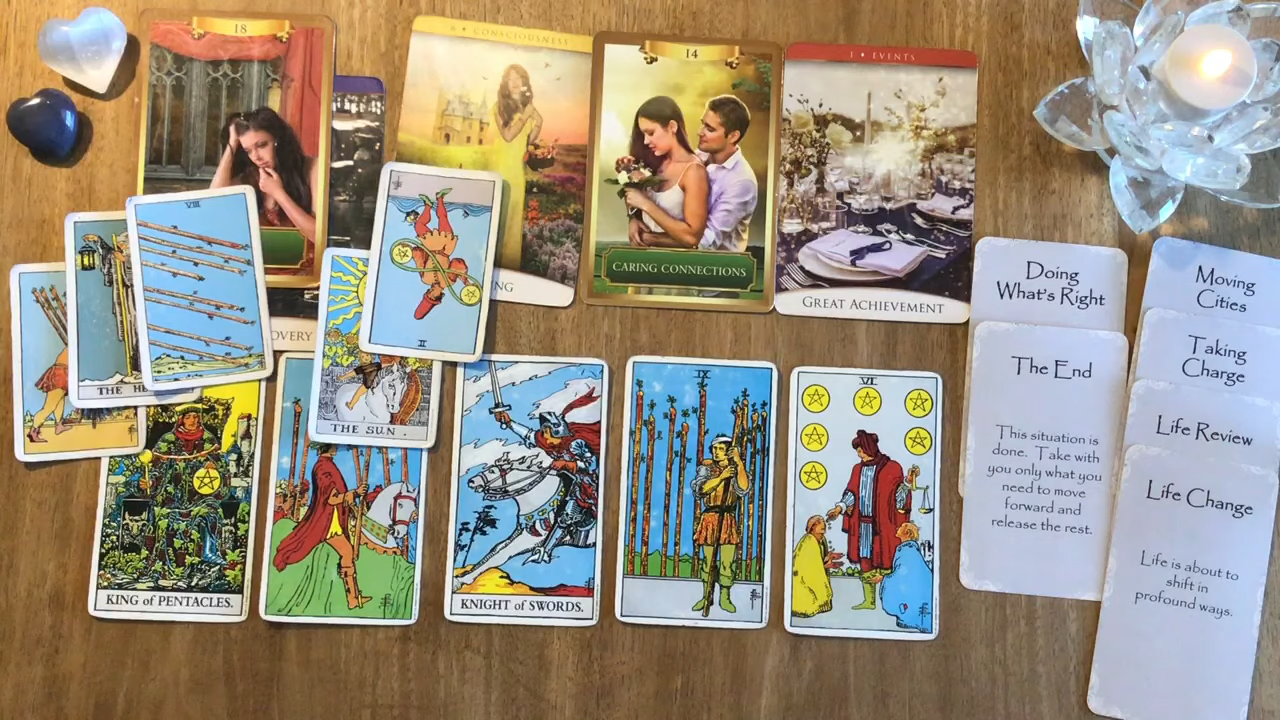 18
6 ♦ CONSCIOUSNESS
14
1 ♦ EVENTS
CARING CONNECTIONS
GREAT ACHIEVEMENT
OVERY
NG
VIII
THE H
II
THE SUN.
KING of PENTACLES.
KNIGHT of SWORDS.
IX
VI
Doing
What's Right
The End
This situation is
done. Take with
you only what you
need to move
forward and
release the rest.
Moving
Cities
Taking
Charge
Life Review
Life Change
Life is about to
shift in
profound ways.